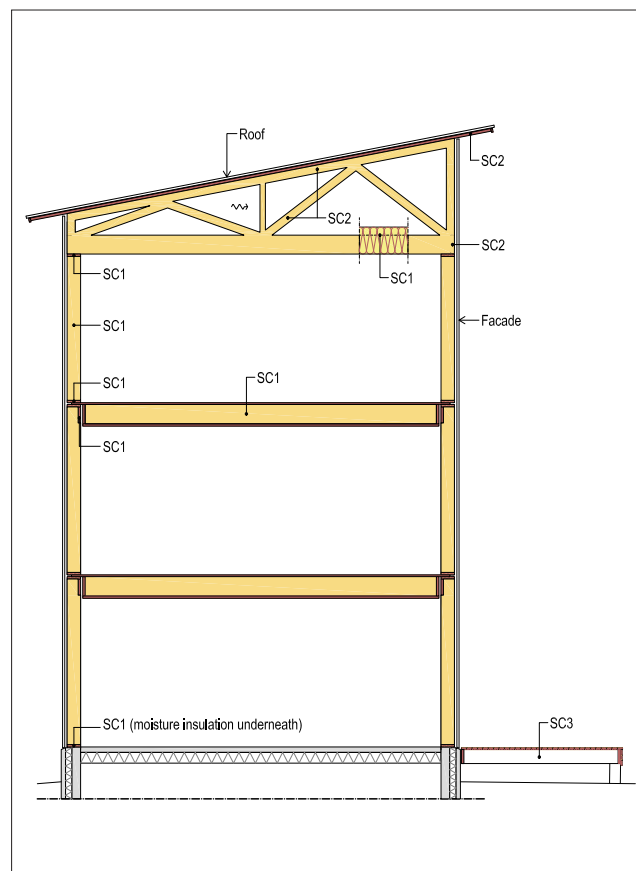 Roof
SC2
SC2
SC2
SC1
SC1
SC1
Facade
SC1
SC1
SC1
SC1 (moisture insulation underneath)
SC3